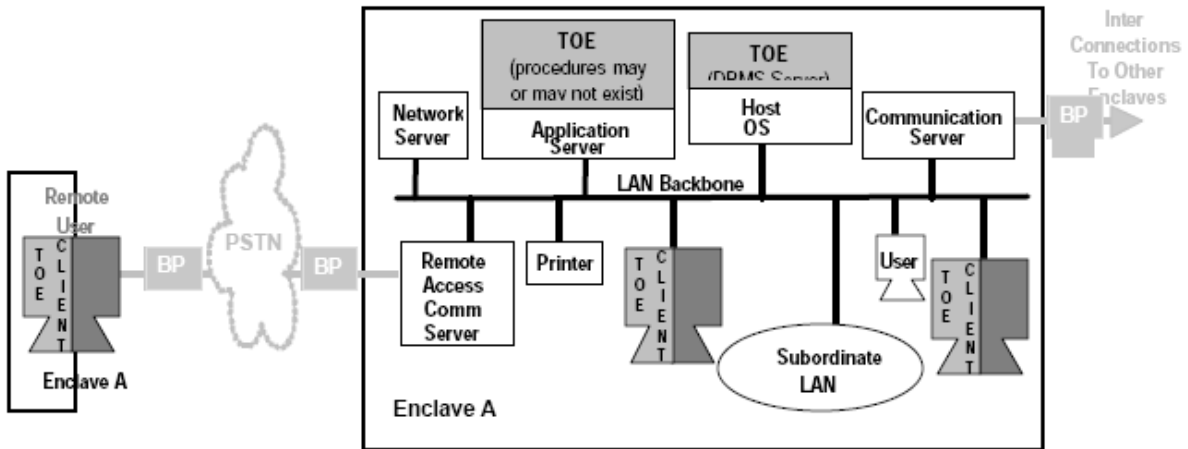 Inter
Connections
To Other
Enclaves
BP
TOE
(procedures may
or may not exist)
Application
Server
TOE
(DBMS Server)
Host
OS
Network
Server
Communication
Server
LAN Backbone
Remote
User
TOE
CLIENT
Enclave A
BP
PSTN
BP
Remote
Access
Comm
Server
Printer
TOE
CLIENT
User
TOE
CLIENT
Subordinate
LAN
Enclave A